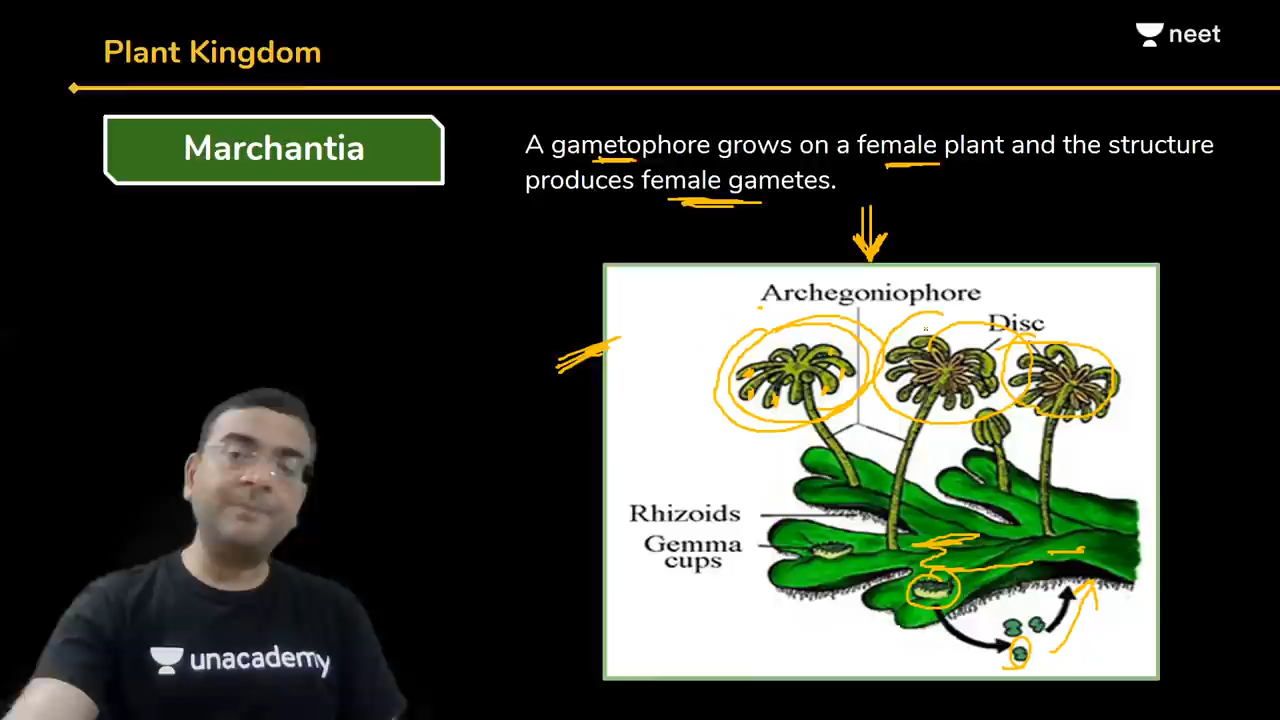 Plant Kingdom
neet
Marchantia
A gametophore grows on a female plant and the structure
produces female gametes.
Archegoniophore
Disc
Rhizoids
Gemma
cups
unacademy